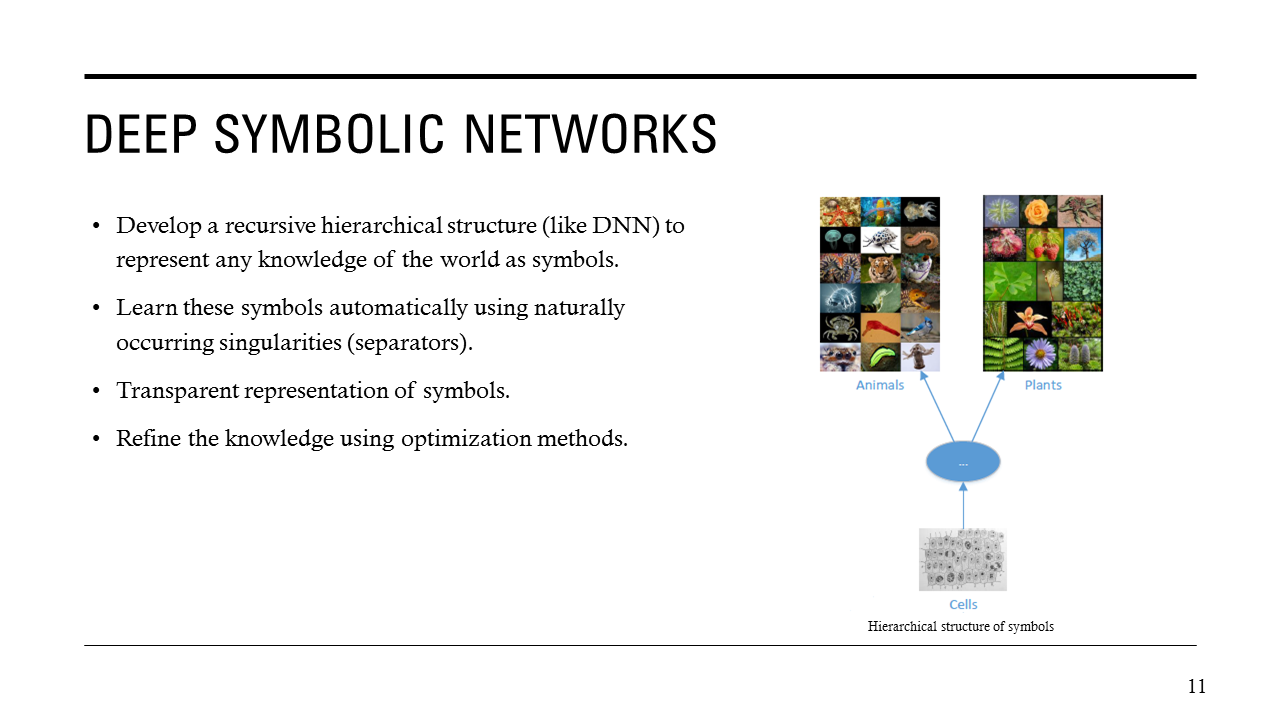 DEEP SYMBOLIC NETWORKS
• Develop a recursive hierarchical structure (like DNN) to
represent any knowledge of the world as symbols.
• Learn these symbols automatically using naturally
occurring singularities (separators).
• Transparent representation of symbols.
• Refine the knowledge using optimization methods.
Animals
Plants
...
Cells
Hierarchical structure of symbols
11